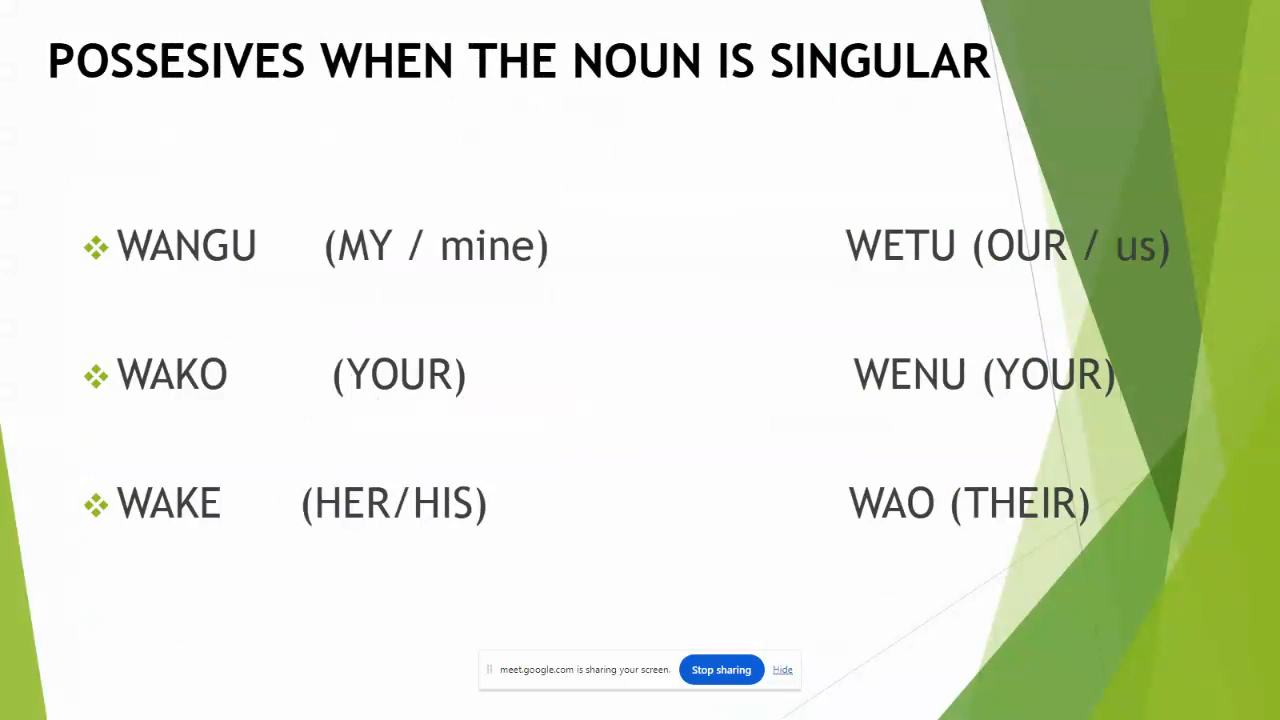 POSSESIVES WHEN THE NOUN IS SINGULAR
WANGU (MY / mine) WETU (OUR / us)
WAKO (YOUR) WENU (YOUR)
WAKE (HER/HIS) WAO (THEIR)
meet.google.com is sharing your screen. Stop sharing Hide